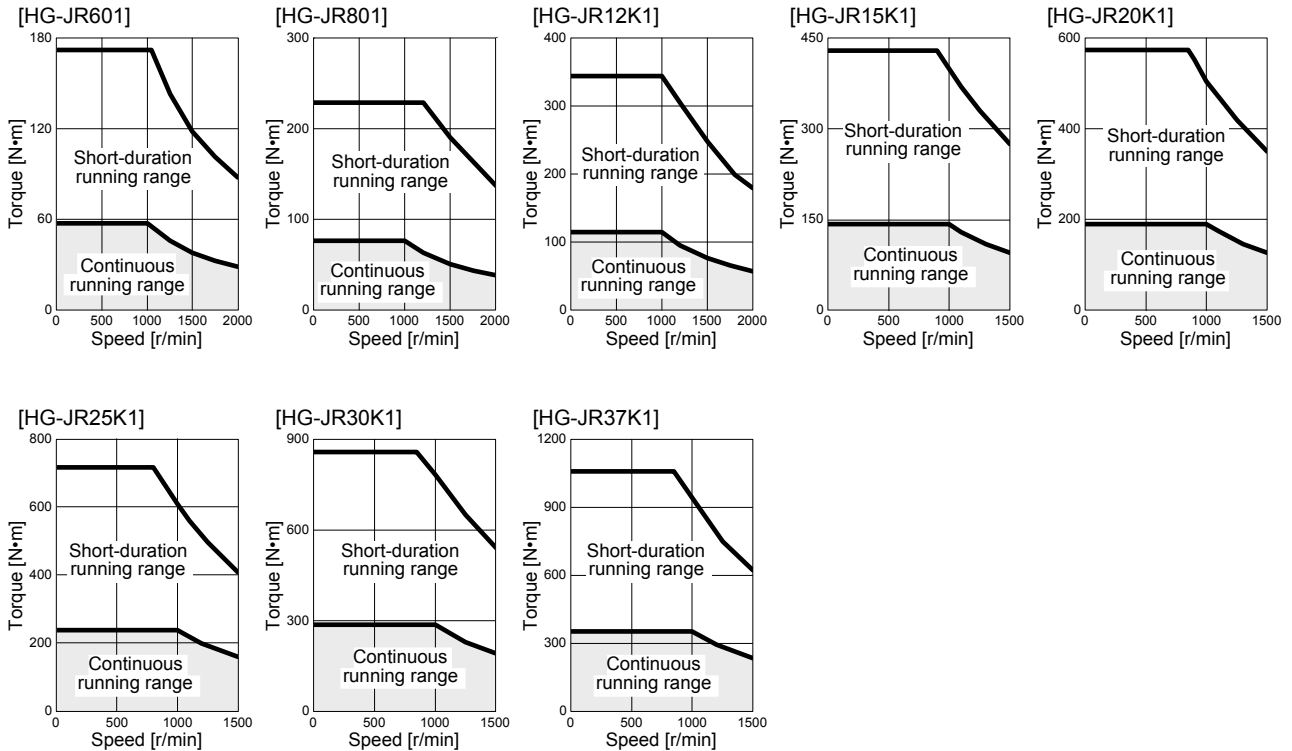 [HG-JR601]
180
120
60
0
Torque [N•m]
Short-duration
running range
Continuous
running range
0 500 1000 1500 2000
Speed [r/min]
[HG-JR801]
300
200
100
0
Torque [N•m]
Short-duration
running range
Continuous
running range
0 500 1000 1500 2000
Speed [r/min]
[HG-JR12K1]
400
300
200
100
0
Torque [N•m]
Short-duration
running range
Continuous
running range
0 500 1000 1500 2000
Speed [r/min]
[HG-JR15K1]
450
300
150
0
Torque [N•m]
Short-duration
running range
Continuous
running range
0 500 1000 1500
Speed [r/min]
[HG-JR20K1]
600
400
200
0
Torque [N•m]
Short-duration
running range
Continuous
running range
0 500 1000 1500
Speed [r/min]
[HG-JR25K1]
800
600
400
200
0
Torque [N•m]
Short-duration
running range
Continuous
running range
0 500 1000 1500
Speed [r/min]
[HG-JR30K1]
900
600
300
0
Torque [N•m]
Short-duration
running range
Continuous
running range
0 500 1000 1500
Speed [r/min]
[HG-JR37K1]
1200
900
600
300
0
Torque [N•m]
Short-duration
running range
Continuous
running range
0 500 1000 1500
Speed [r/min]